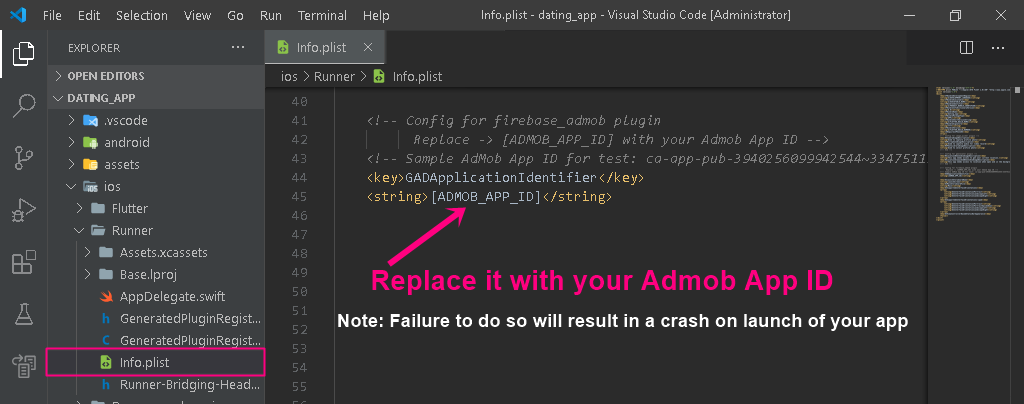 File Edit Selection View Go Run Terminal Help Info.plist - dating_app - Visual Studio Code [Administrator]
EXPLORER
Info.plist
OPEN EDITORS
ios > Runner > Info.plist
DATING_APP
.vscode
android
assets
ios
Flutter
Runner
Assets.xcassets
Base.lproj
AppDelegate.swift
h GeneratedPluginRegist...
C GeneratedPluginRegist...
Info.plist
h Runner-Bridging-Head...
40
41 <!-- Config for firebase_admob plugin
42 Replace -> [ADMOB_APP_ID] with your Admob App ID -->
43 <!-- Sample AdMob App ID for test: ca-app-pub-3940256099942544~3347511
44 <key>GADApplicationIdentifier</key>
45 <string>[ADMOB_APP_ID]</string>
46
47
48
49
50
51
52
53
54
55
56
Replace it with your Admob App ID
Note: Failure to do so will result in a crash on launch of your app